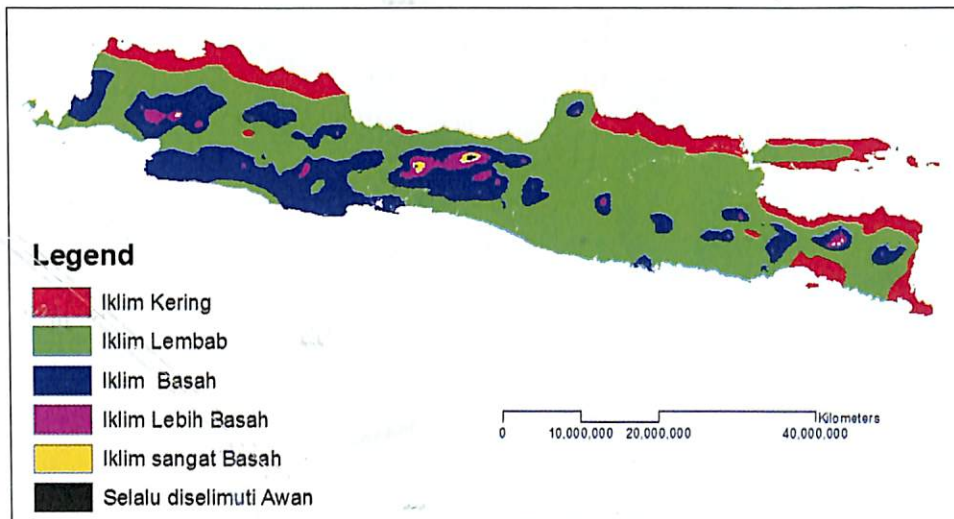 Legend
Iklim Kering
Iklim Lembab
Iklim Basah
Iklim Lebih Basah
Iklim sangat Basah
Selalu diselimuti Awan
Kilometers
0 10,000,000 20,000,000 40,000,000